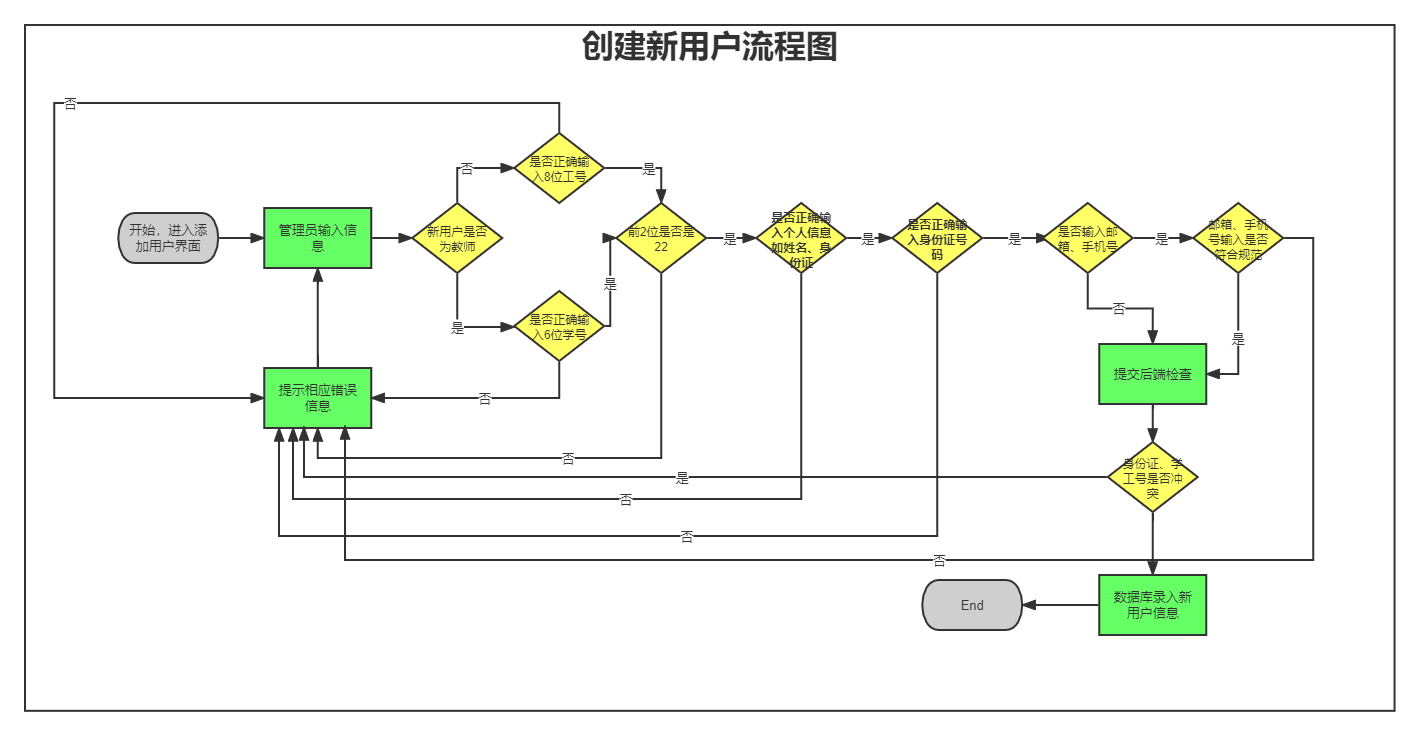 创建新用户流程图
否
是否正确输
入8位工号
否
是
开始，进入添
加用户界面
管理员输入信
息
新用户是否
为教师
前2位是否是
22
是
是否正确输
入个人信息
如姓名、身
份证
是
是否正确输
入身份证号
码
是
是否输入邮
箱、手机号
是
邮箱、手机
号输入是否
符合规范
是
是
是否正确输
入6位学号
否
是
提交后端检查
提示相应错误
信息
否
否
是
身份证、学
工号是否冲
突
否
否
否
End
数据库录入新
用户信息